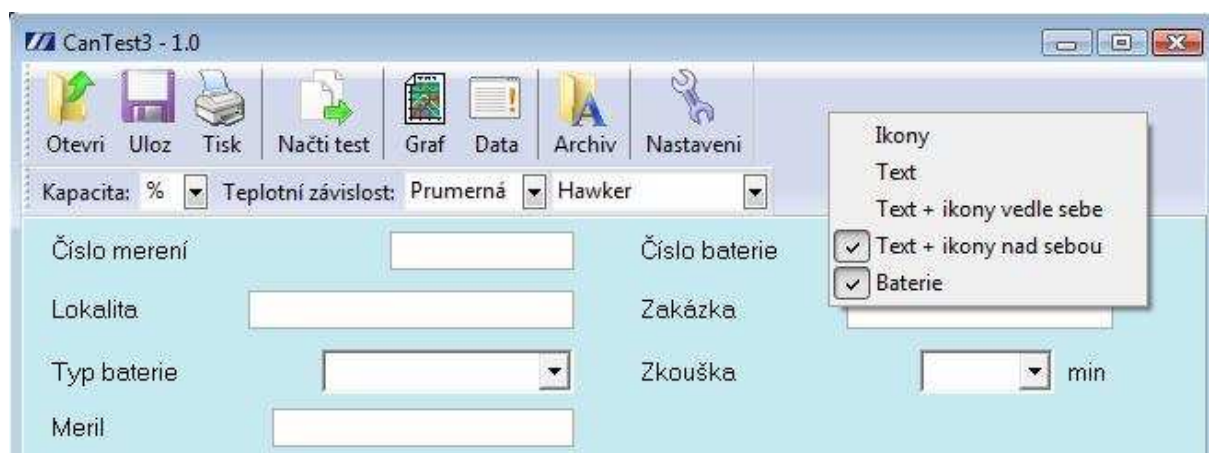 CanTest3 - 1.0
Otevri Uloz Tisk Načti test Graf Data Archiv Nastaveni
Kapacita: % Teplotní závislost: Prumerná Hawker
Ikony
Text
Text + ikony vedle sebe
Text + ikony nad sebou
Baterie
Číslo merení Číslo baterie
Lokalita Zakázka
Typ baterie Zkouška min
Meril